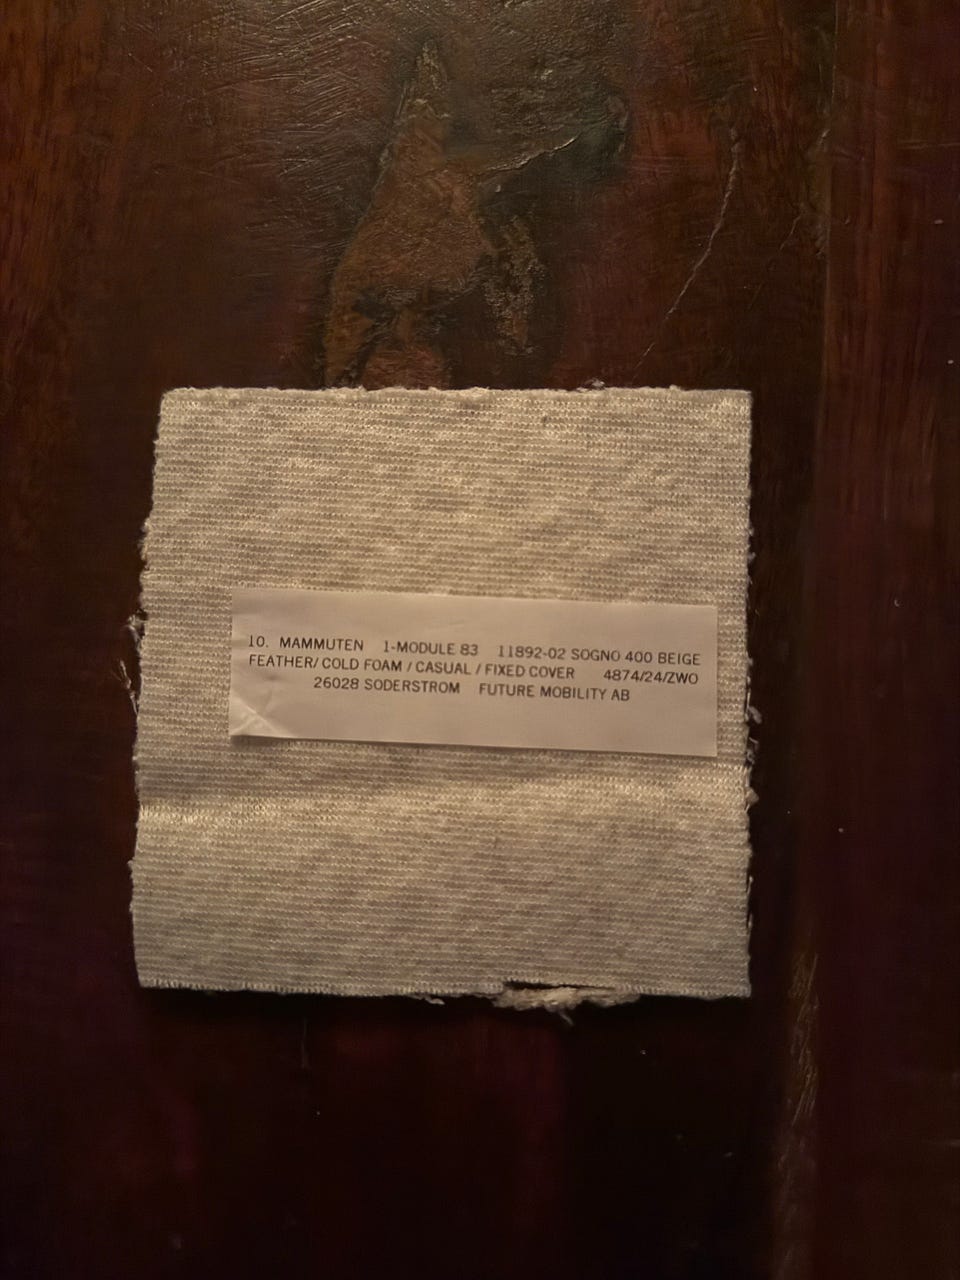 10. MAMMUTEN 1-MODULE 83 11892-02 SOGNO 400 BEIGE
FEATHER/ COLD FOAM / CASUAL / FIXED COVER 4874/24/ZWO
26028 SODERSTROM FUTURE MOBILITY AB